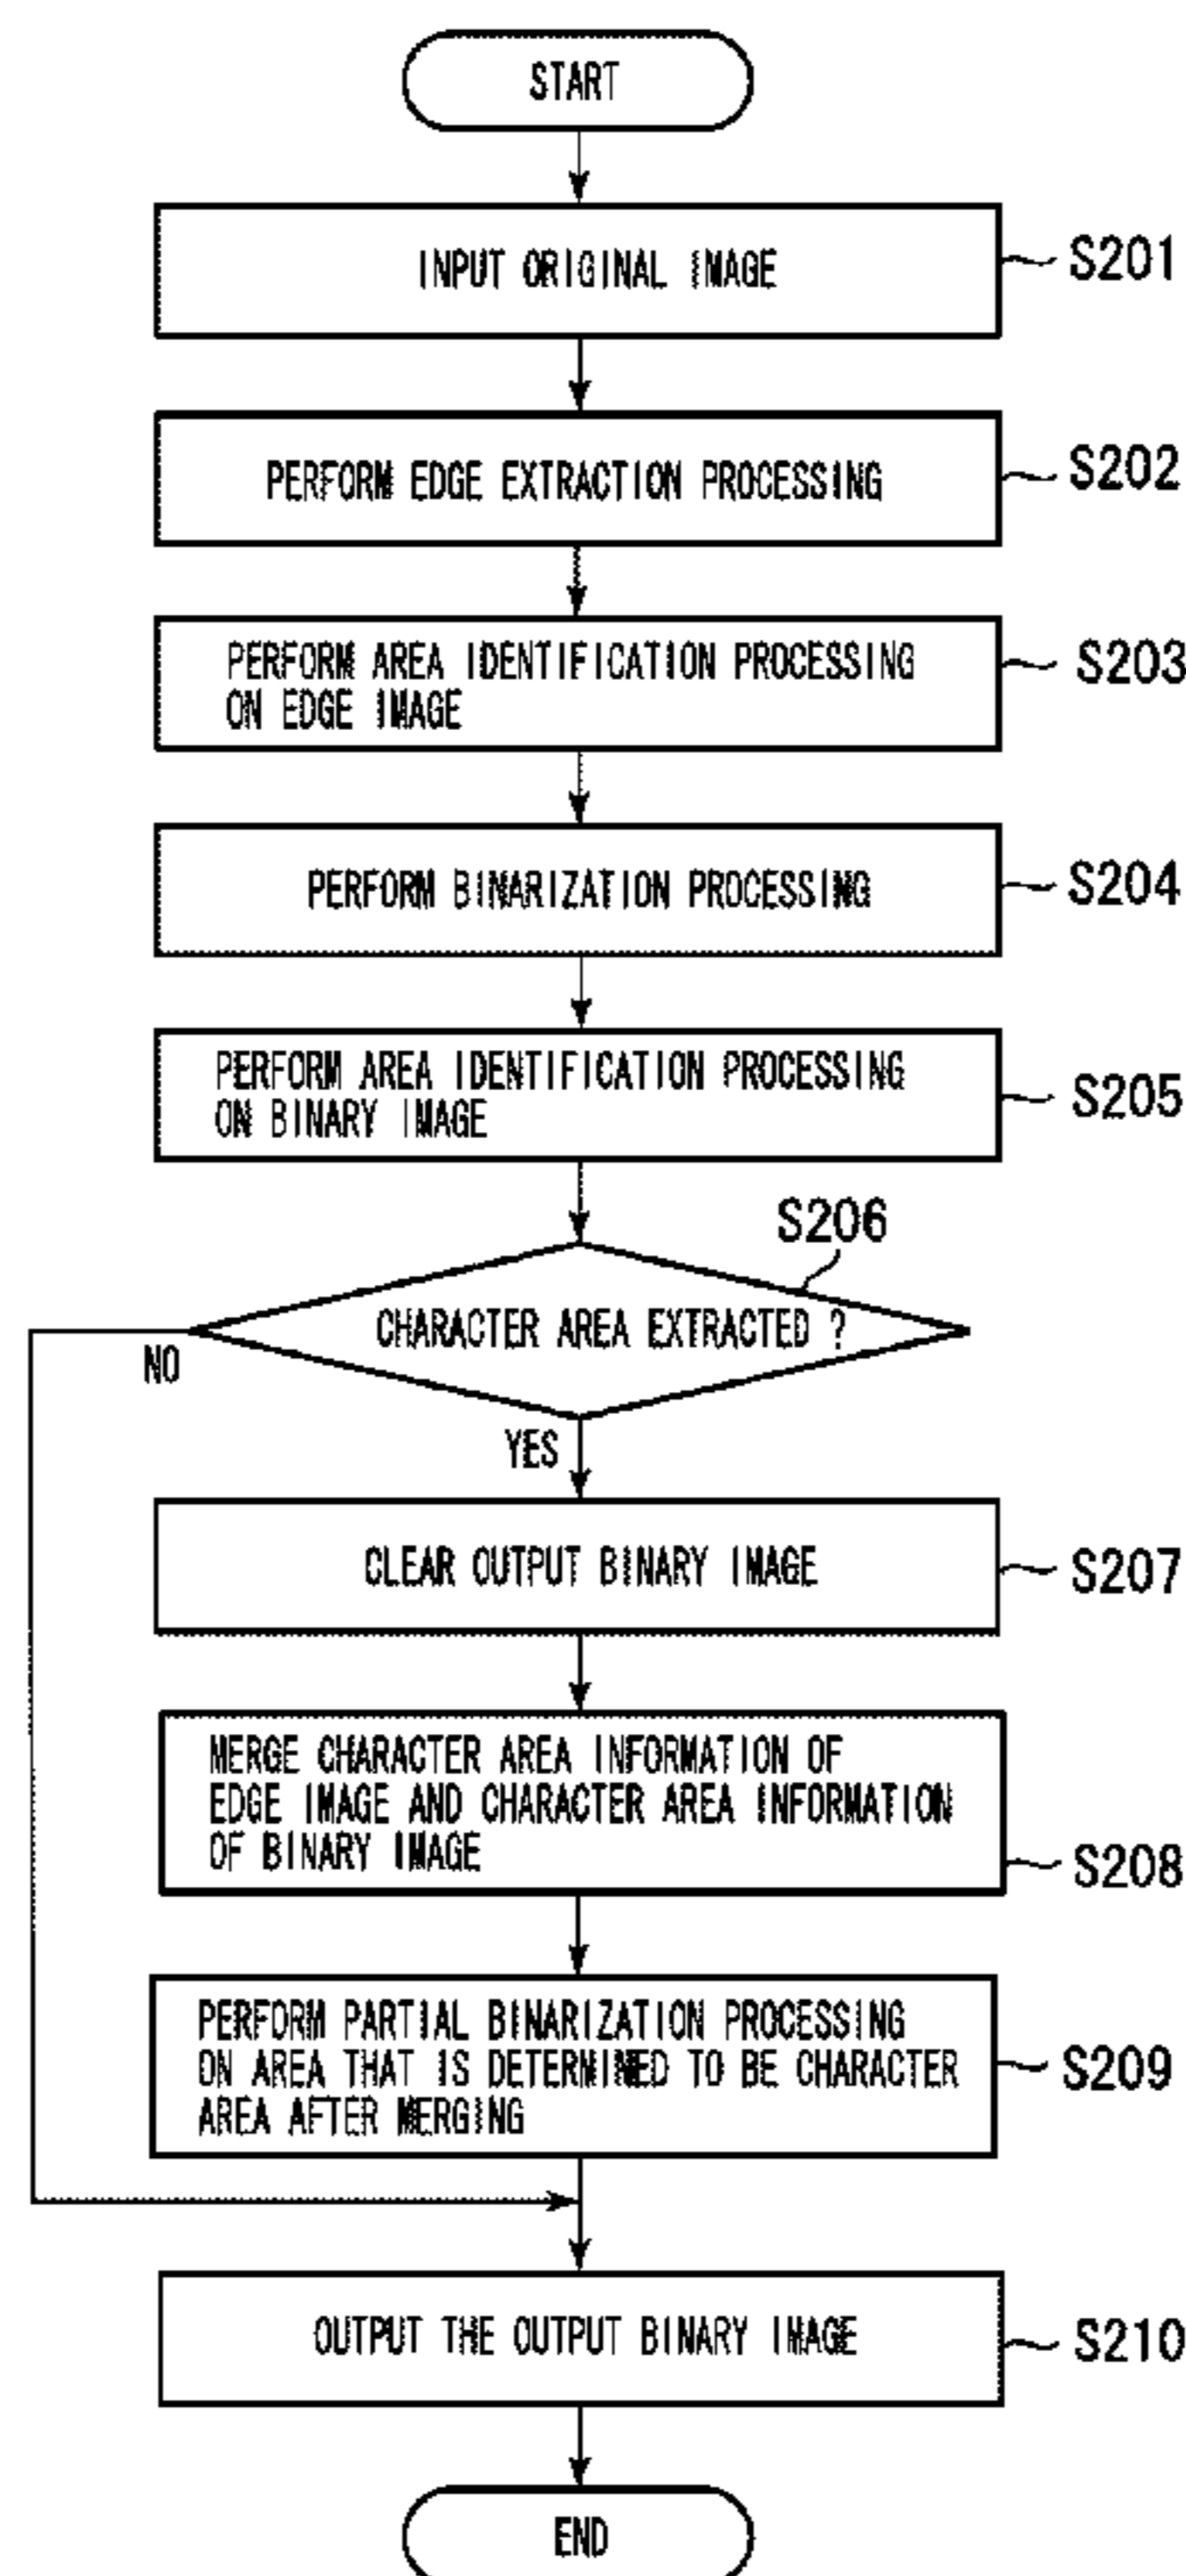 START
INPUT ORIGINAL IMAGE
S201
PERFORM EDGE EXTRACTION PROCESSING
S202
PERFORM AREA IDENTIFICATION PROCESSING
ON EDGE IMAGE
S203
PERFORM BINARIZATION PROCESSING
S204
PERFORM AREA IDENTIFICATION PROCESSING
ON BINARY IMAGE
S205
S206
CHARACTER AREA EXTRACTED ?
NO
YES
CLEAR OUTPUT BINARY IMAGE
S207
MERGE CHARACTER AREA INFORMATION OF
EDGE IMAGE AND CHARACTER AREA INFORMATION
OF BINARY IMAGE
S208
PERFORM PARTIAL BINARIZATION PROCESSING
ON AREA THAT IS DETERMINED TO BE CHARACTER
AREA AFTER MERGING
S209
OUTPUT THE OUTPUT BINARY IMAGE
S210
END